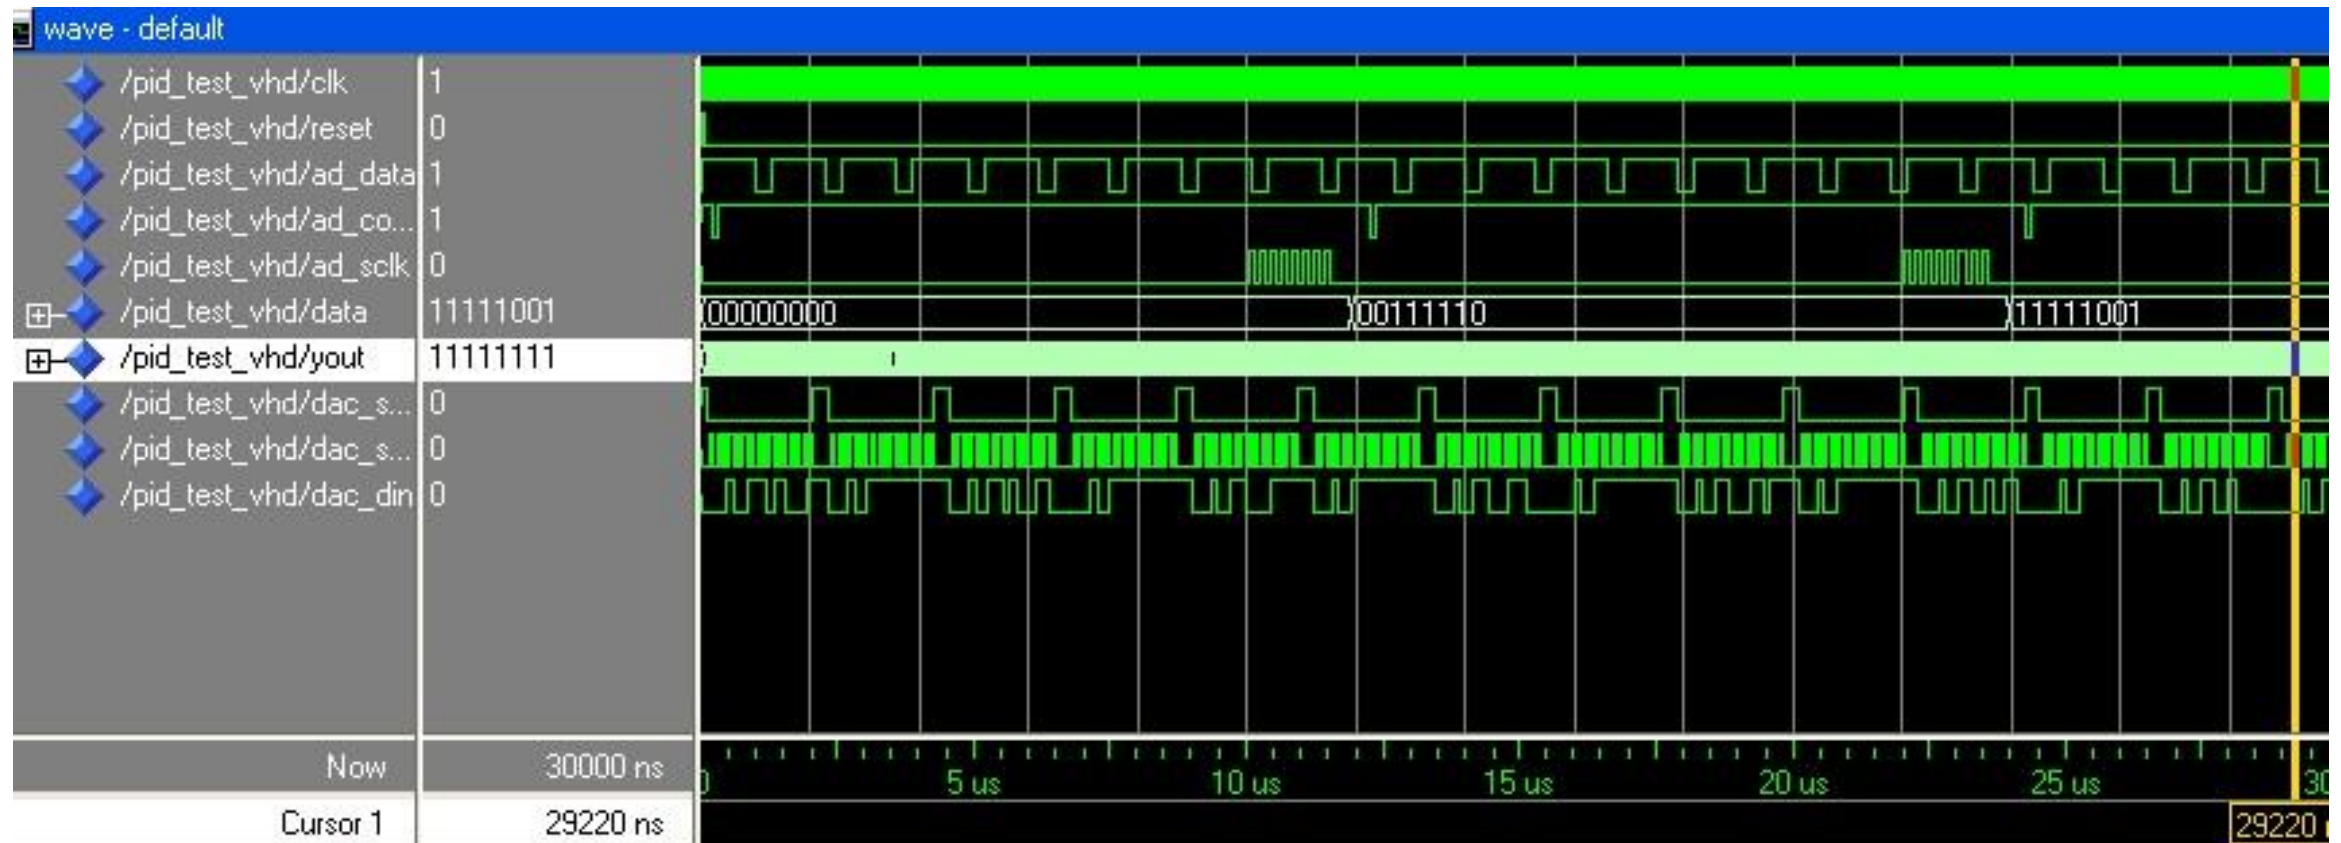 wave - default
/pid_test_vhd/clk 1
/pid_test_vhd/reset 0
/pid_test_vhd/ad_data 1
/pid_test_vhd/ad_co... 1
/pid_test_vhd/ad_sclk 0
/pid_test_vhd/data 11111001 00000000 00111110 11111001
/pid_test_vhd/yout 11111111
/pid_test_vhd/dac_s... 0
/pid_test_vhd/dac_s... 0
/pid_test_vhd/dac_din 0
Now 30000 ns 0 5 us 10 us 15 us 20 us 25 us 30
Cursor 1 29220 ns 29220